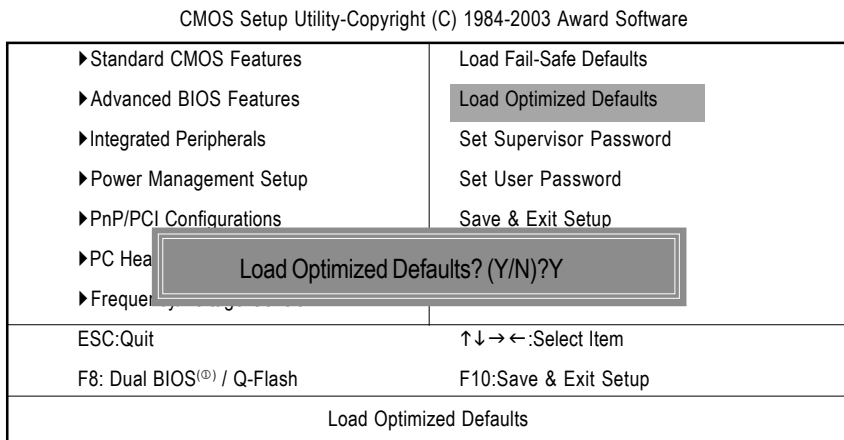 CMOS Setup Utility-Copyright (C) 1984-2003 Award Software
▶Standard CMOS Features
▶Advanced BIOS Features
▶Integrated Peripherals
▶Power Management Setup
▶PnP/PCI Configurations
▶PC
Load Fail-Safe Defaults
Load Optimized Defaults
Set Supervisor Password
Set User Password
Save & Exit Setup
Load Optimized Defaults? (Y/N)?Y
ESC:Quit
↑↓→←:Select Item
F8: Dual BIOS(①) / Q-Flash
F10:Save & Exit Setup
Load Optimized Defaults